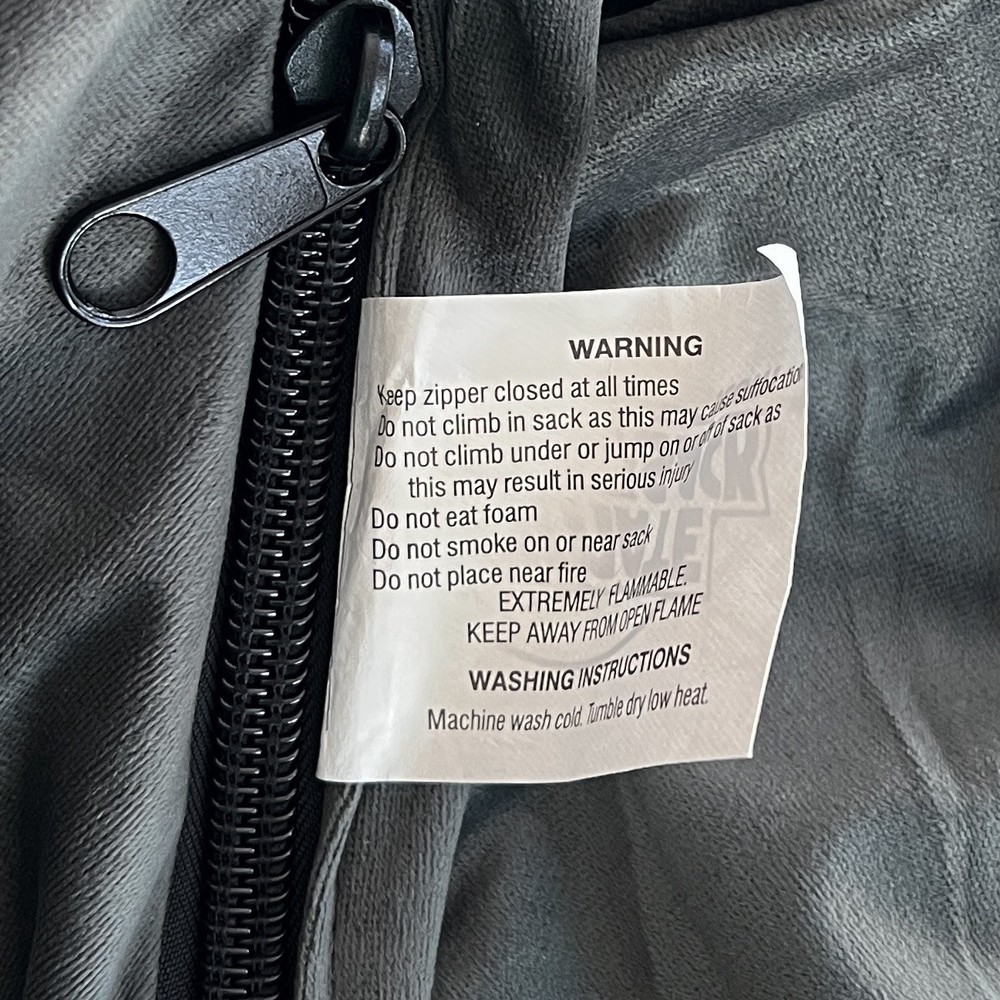 WARNING
Keep zipper closed at all times
Do not climb in sack as this may cause suffocation
Do not climb under or jump on or off of sack as
this may result in serious injury
Do not eat foam
Do not smoke on or near sack
Do not place near fire
EXTREMELY FLAMMABLE.
KEEP AWAY FROM OPEN FLAME
WASHING INSTRUCTIONS
Machine wash cold. Tumble dry low heat.